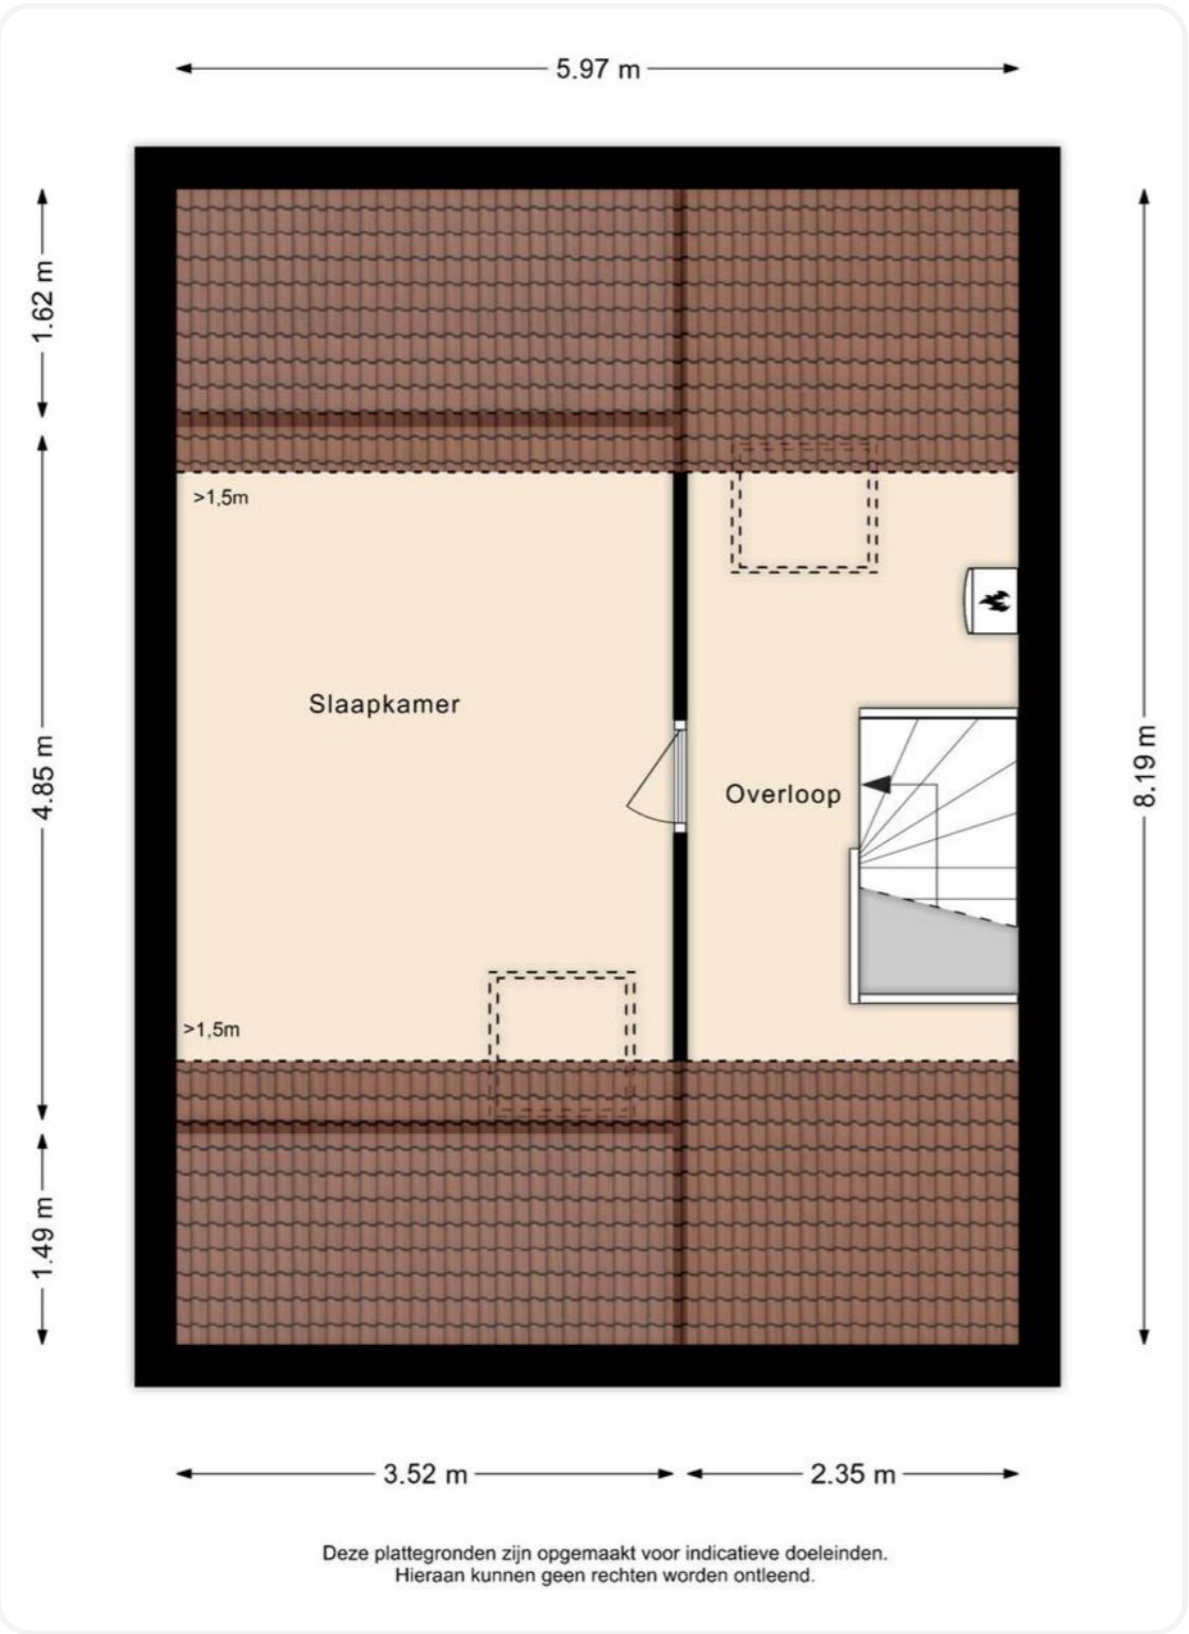 5.97 m
1.62 m
>1,5m
Slaapkamer
4.85 m
8.19 m
Overloop
>1,5m
1.49 m
3.52 m
2.35 m
Deze plattegronden zijn opgemaakt voor indicatieve doeleinden.
Hieraan kunnen geen rechten worden ontleend.